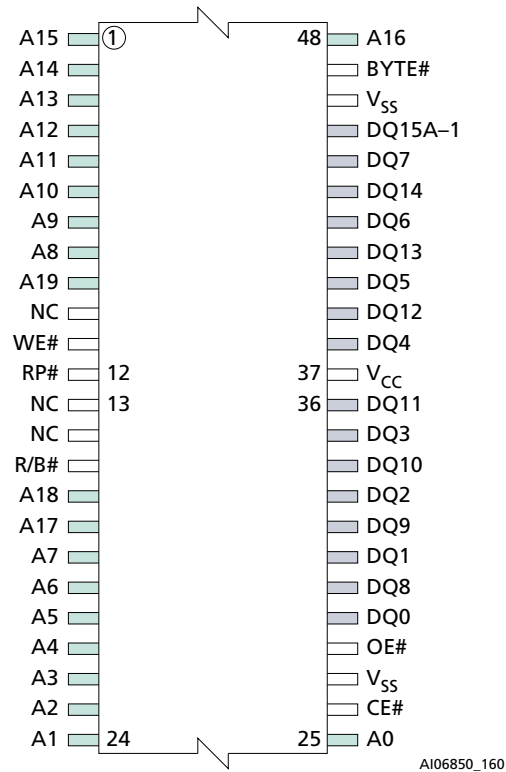 A15 ① 48 A16
A14 BYTE#
A13 VSS
A12 DQ15A–1
A11 DQ7
A10 DQ14
A9 DQ6
A8 DQ13
A19 DQ5
NC DQ12
WE# DQ4
RP# 12 37 VCC
NC 13 36 DQ11
NC DQ3
R/B# DQ10
A18 DQ2
A17 DQ9
A7 DQ1
A6 DQ8
A5 DQ0
A4 OE#
A3 VSS
A2 CE#
A1 24 25 A0
AI06850_160